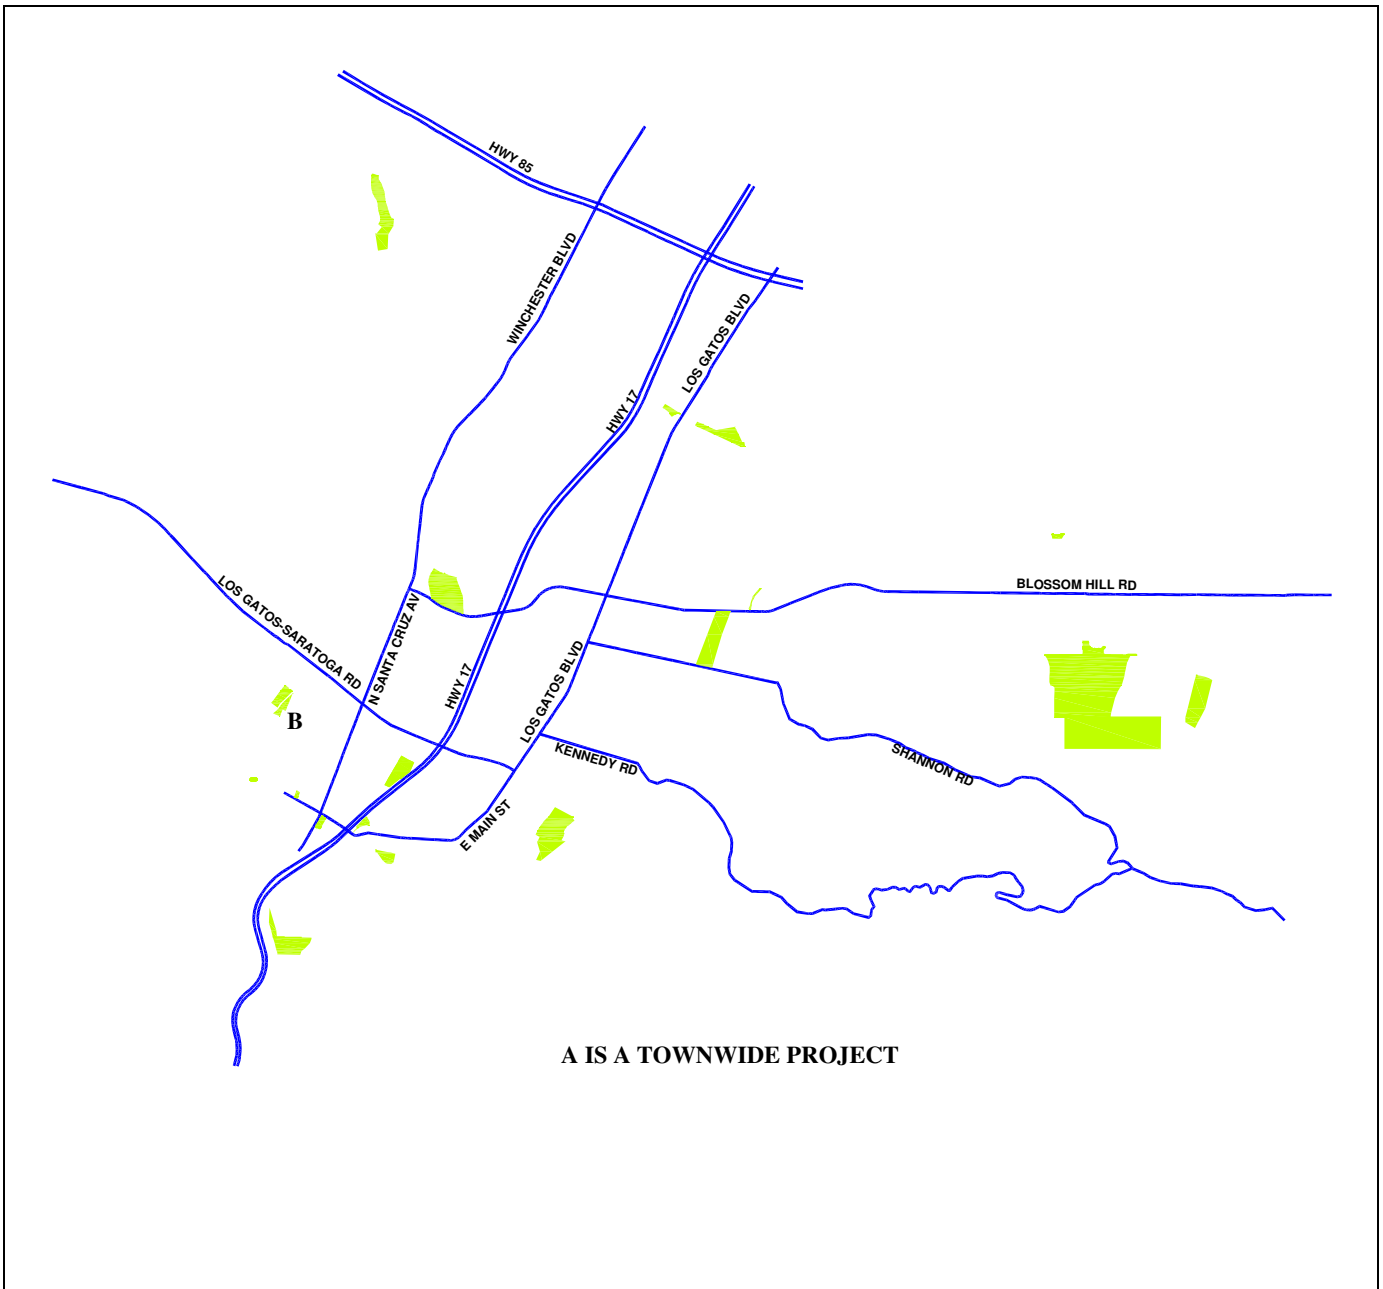 HWY 85
WINCHESTER BLVD
LOS GATOS BLVD
HWY 17
BLOSSOM HILL RD
LOS GATOS-SARATOGA RD
N SANTA CRUZ AV
HWY 17
LOS GATOS BLVD
B
KENNEDY RD
SHANNON RD
E MAIN ST
A IS A TOWNWIDE PROJECT